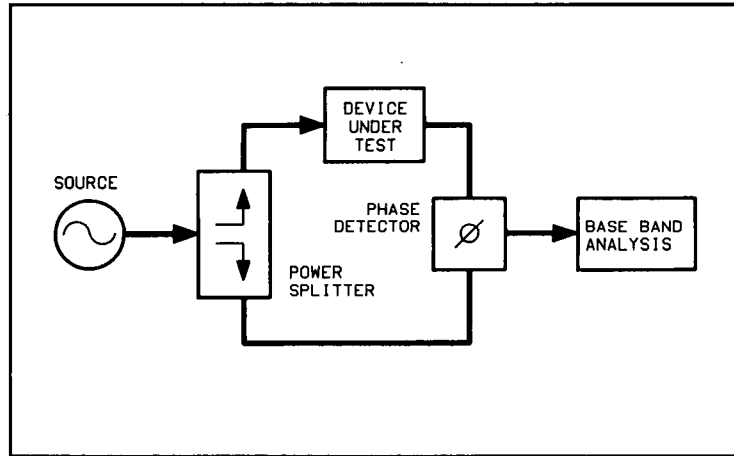 DEVICE
UNDER
TEST
SOURCE
PHASE
DETECTOR
BASE BAND
ANALYSIS
POWER
SPLITTER